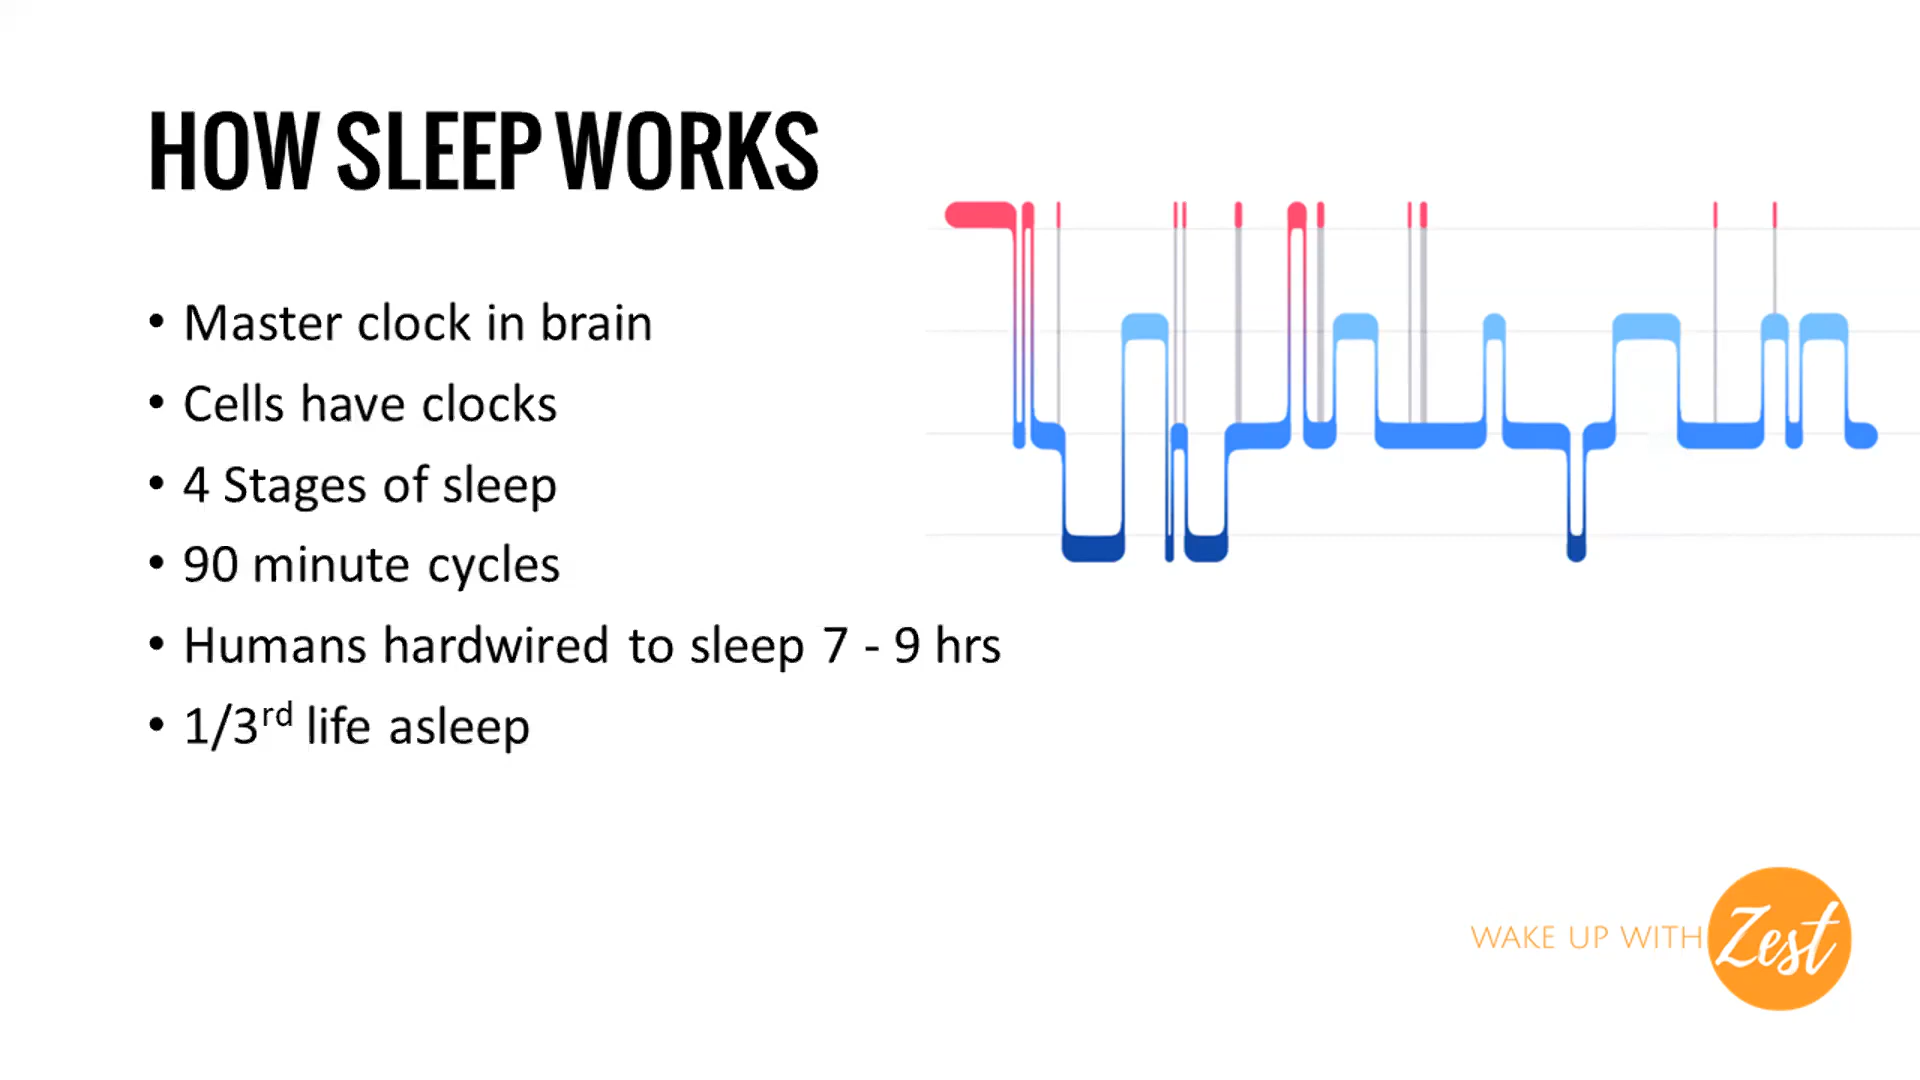 HOW SLEEP WORKS
• Master clock in brain
• Cells have clocks
• 4 Stages of sleep
• 90 minute cycles
• Humans hardwired to sleep 7 - 9 hrs
• 1/3rd life asleep
WAKE UP WITH Zest